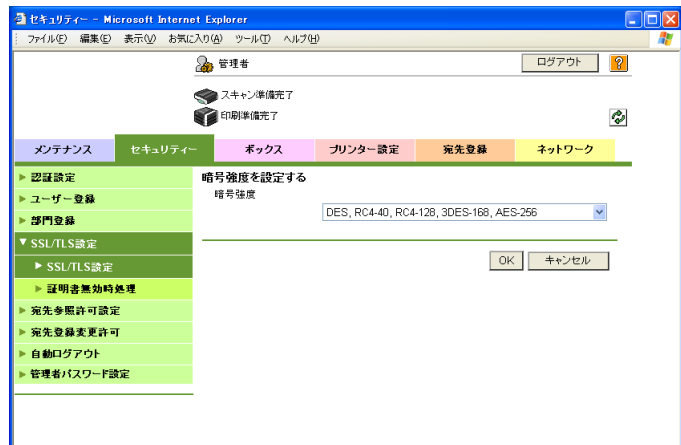 セキュリティー - Microsoft Internet Explorer
ファイル(F) 編集(E) 表示(V) お気に入り(A) ツール(T) ヘルプ(H)
管理者
ログアウト
?
スキャン準備完了
印刷準備完了
メンテナンス
セキュリティー
ボックス
プリンター設定
宛先登録
ネットワーク
認証設定
ユーザー登録
部門登録
SSL/TLS設定
SSL/TLS設定
証明書無効時処理
宛先参照許可設定
宛先登録変更許可
自動ログアウト
管理者パスワード設定
暗号強度を設定する
暗号強度
DES, RC4-40, RC4-128, 3DES-168, AES-256
OK
キャンセル